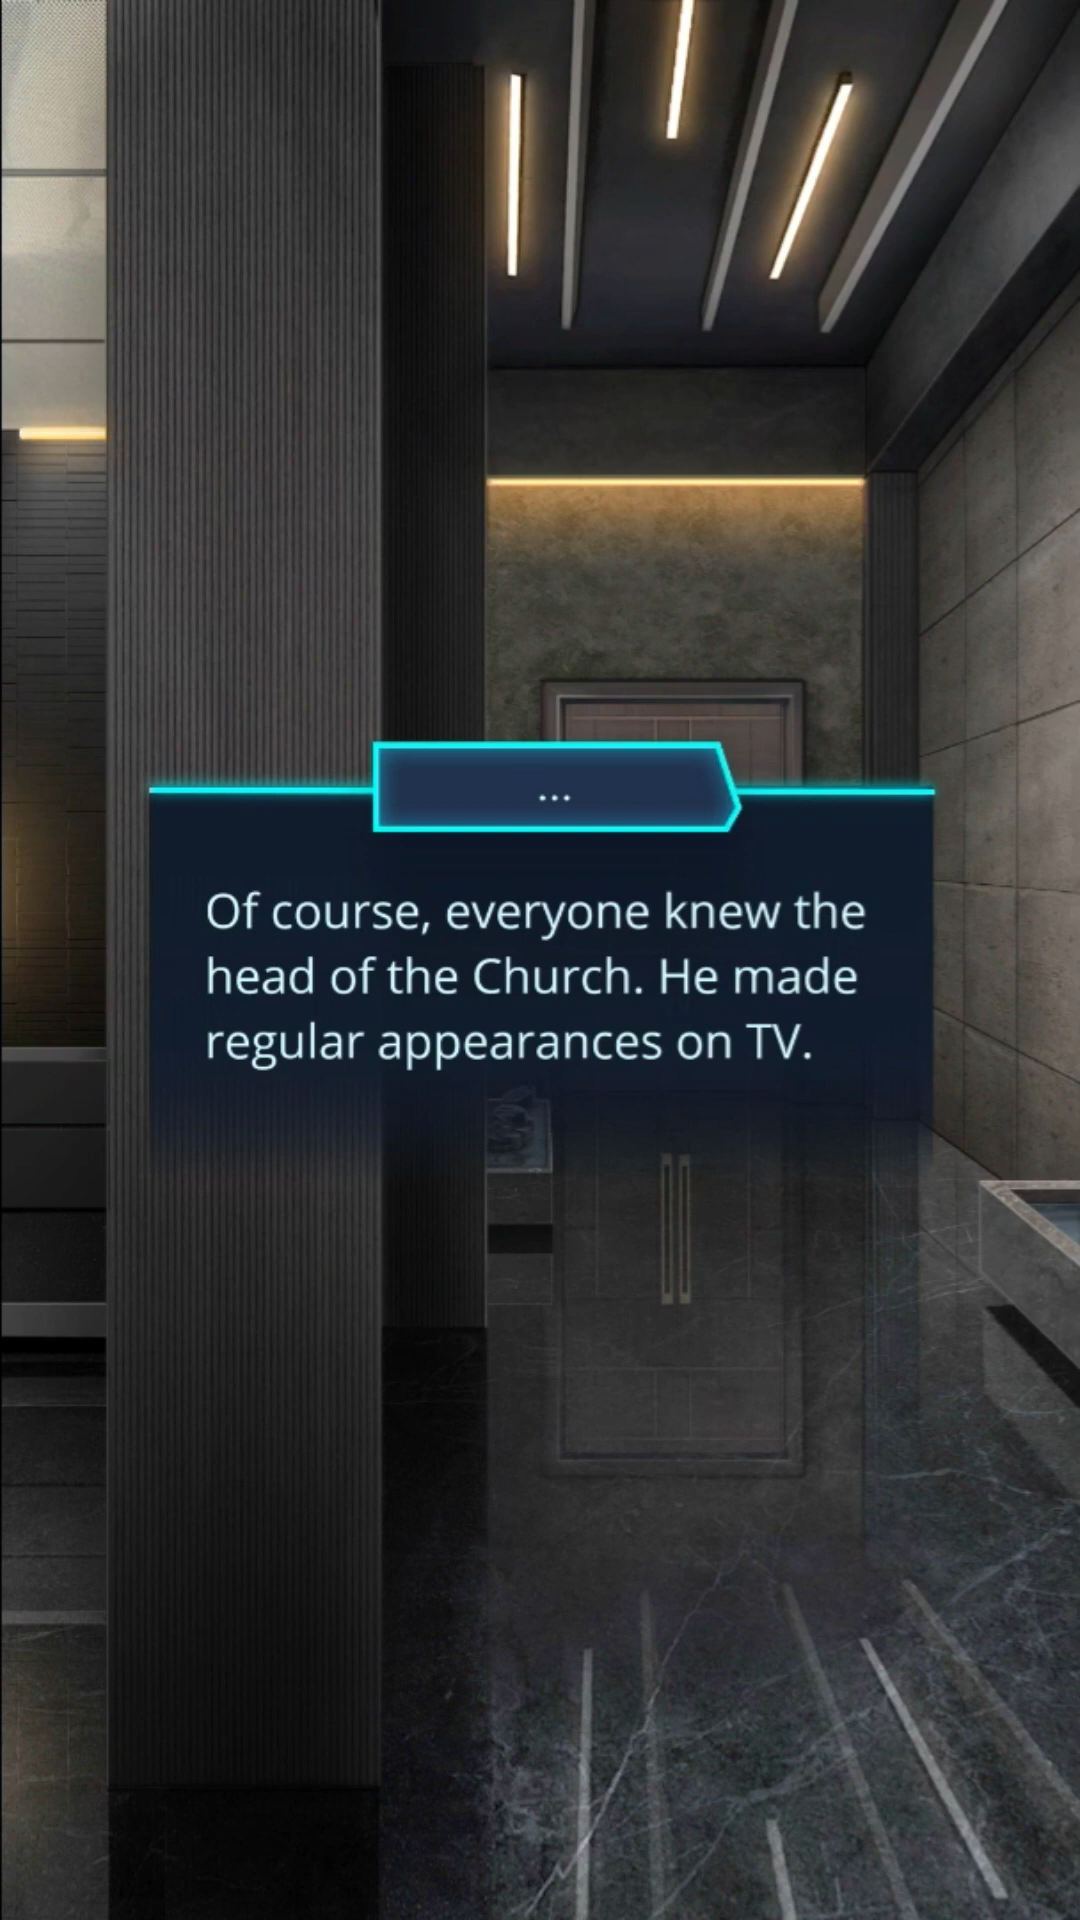 ...
Of course, everyone knew the
head of the Church. He made
regular appearances on TV.